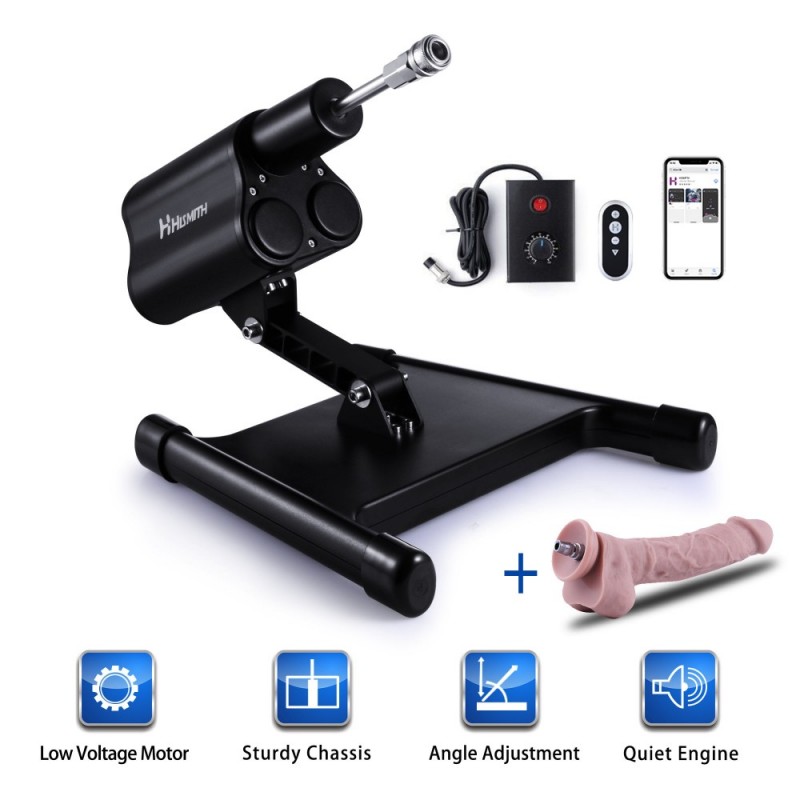 HISMITH
Low Voltage Motor
Sturdy Chassis
Angle Adjustment
Quiet Engine